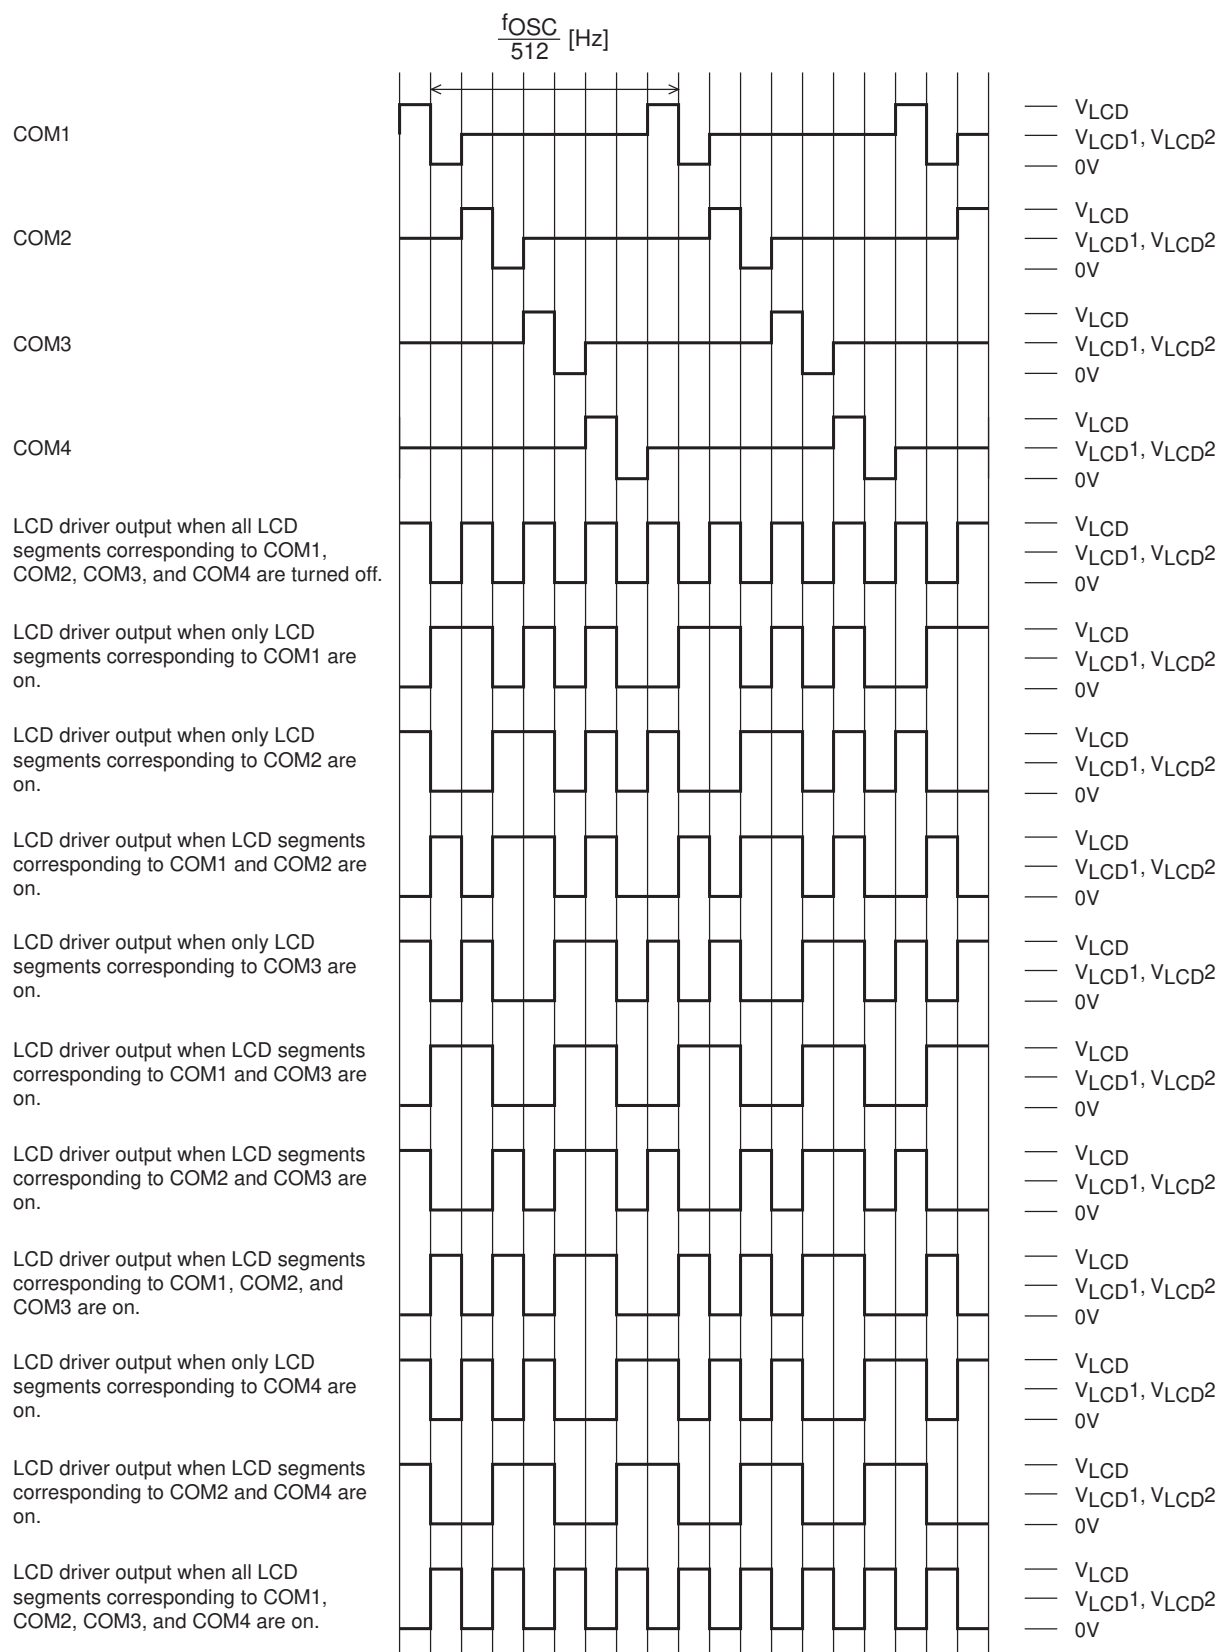 fOSC
512 [Hz]
COM1
VLCD
VLCD1, VLCD2
0V
COM2
VLCD
VLCD1, VLCD2
0V
COM3
VLCD
VLCD1, VLCD2
0V
COM4
VLCD
VLCD1, VLCD2
0V
LCD driver output when all LCD
segments corresponding to COM1,
COM2, COM3, and COM4 are turned off.
VLCD
VLCD1, VLCD2
0V
LCD driver output when only LCD
segments corresponding to COM1 are
on.
VLCD
VLCD1, VLCD2
0V
LCD driver output when only LCD
segments corresponding to COM2 are
on.
VLCD
VLCD1, VLCD2
0V
LCD driver output when LCD segments
corresponding to COM1 and COM2 are
on.
VLCD
VLCD1, VLCD2
0V
LCD driver output when only LCD
segments corresponding to COM3 are
on.
VLCD
VLCD1, VLCD2
0V
LCD driver output when LCD segments
corresponding to COM1 and COM3 are
on.
VLCD
VLCD1, VLCD2
0V
LCD driver output when LCD segments
corresponding to COM2 and COM3 are
on.
VLCD
VLCD1, VLCD2
0V
LCD driver output when LCD segments
corresponding to COM1, COM2, and
COM3 are on.
VLCD
VLCD1, VLCD2
0V
LCD driver output when only LCD
segments corresponding to COM4 are
on.
VLCD
VLCD1, VLCD2
0V
LCD driver output when LCD segments
corresponding to COM2 and COM4 are
on.
VLCD
VLCD1, VLCD2
0V
LCD driver output when all LCD
segments corresponding to COM1,
COM2, COM3, and COM4 are on.
VLCD
VLCD1, VLCD2
0V